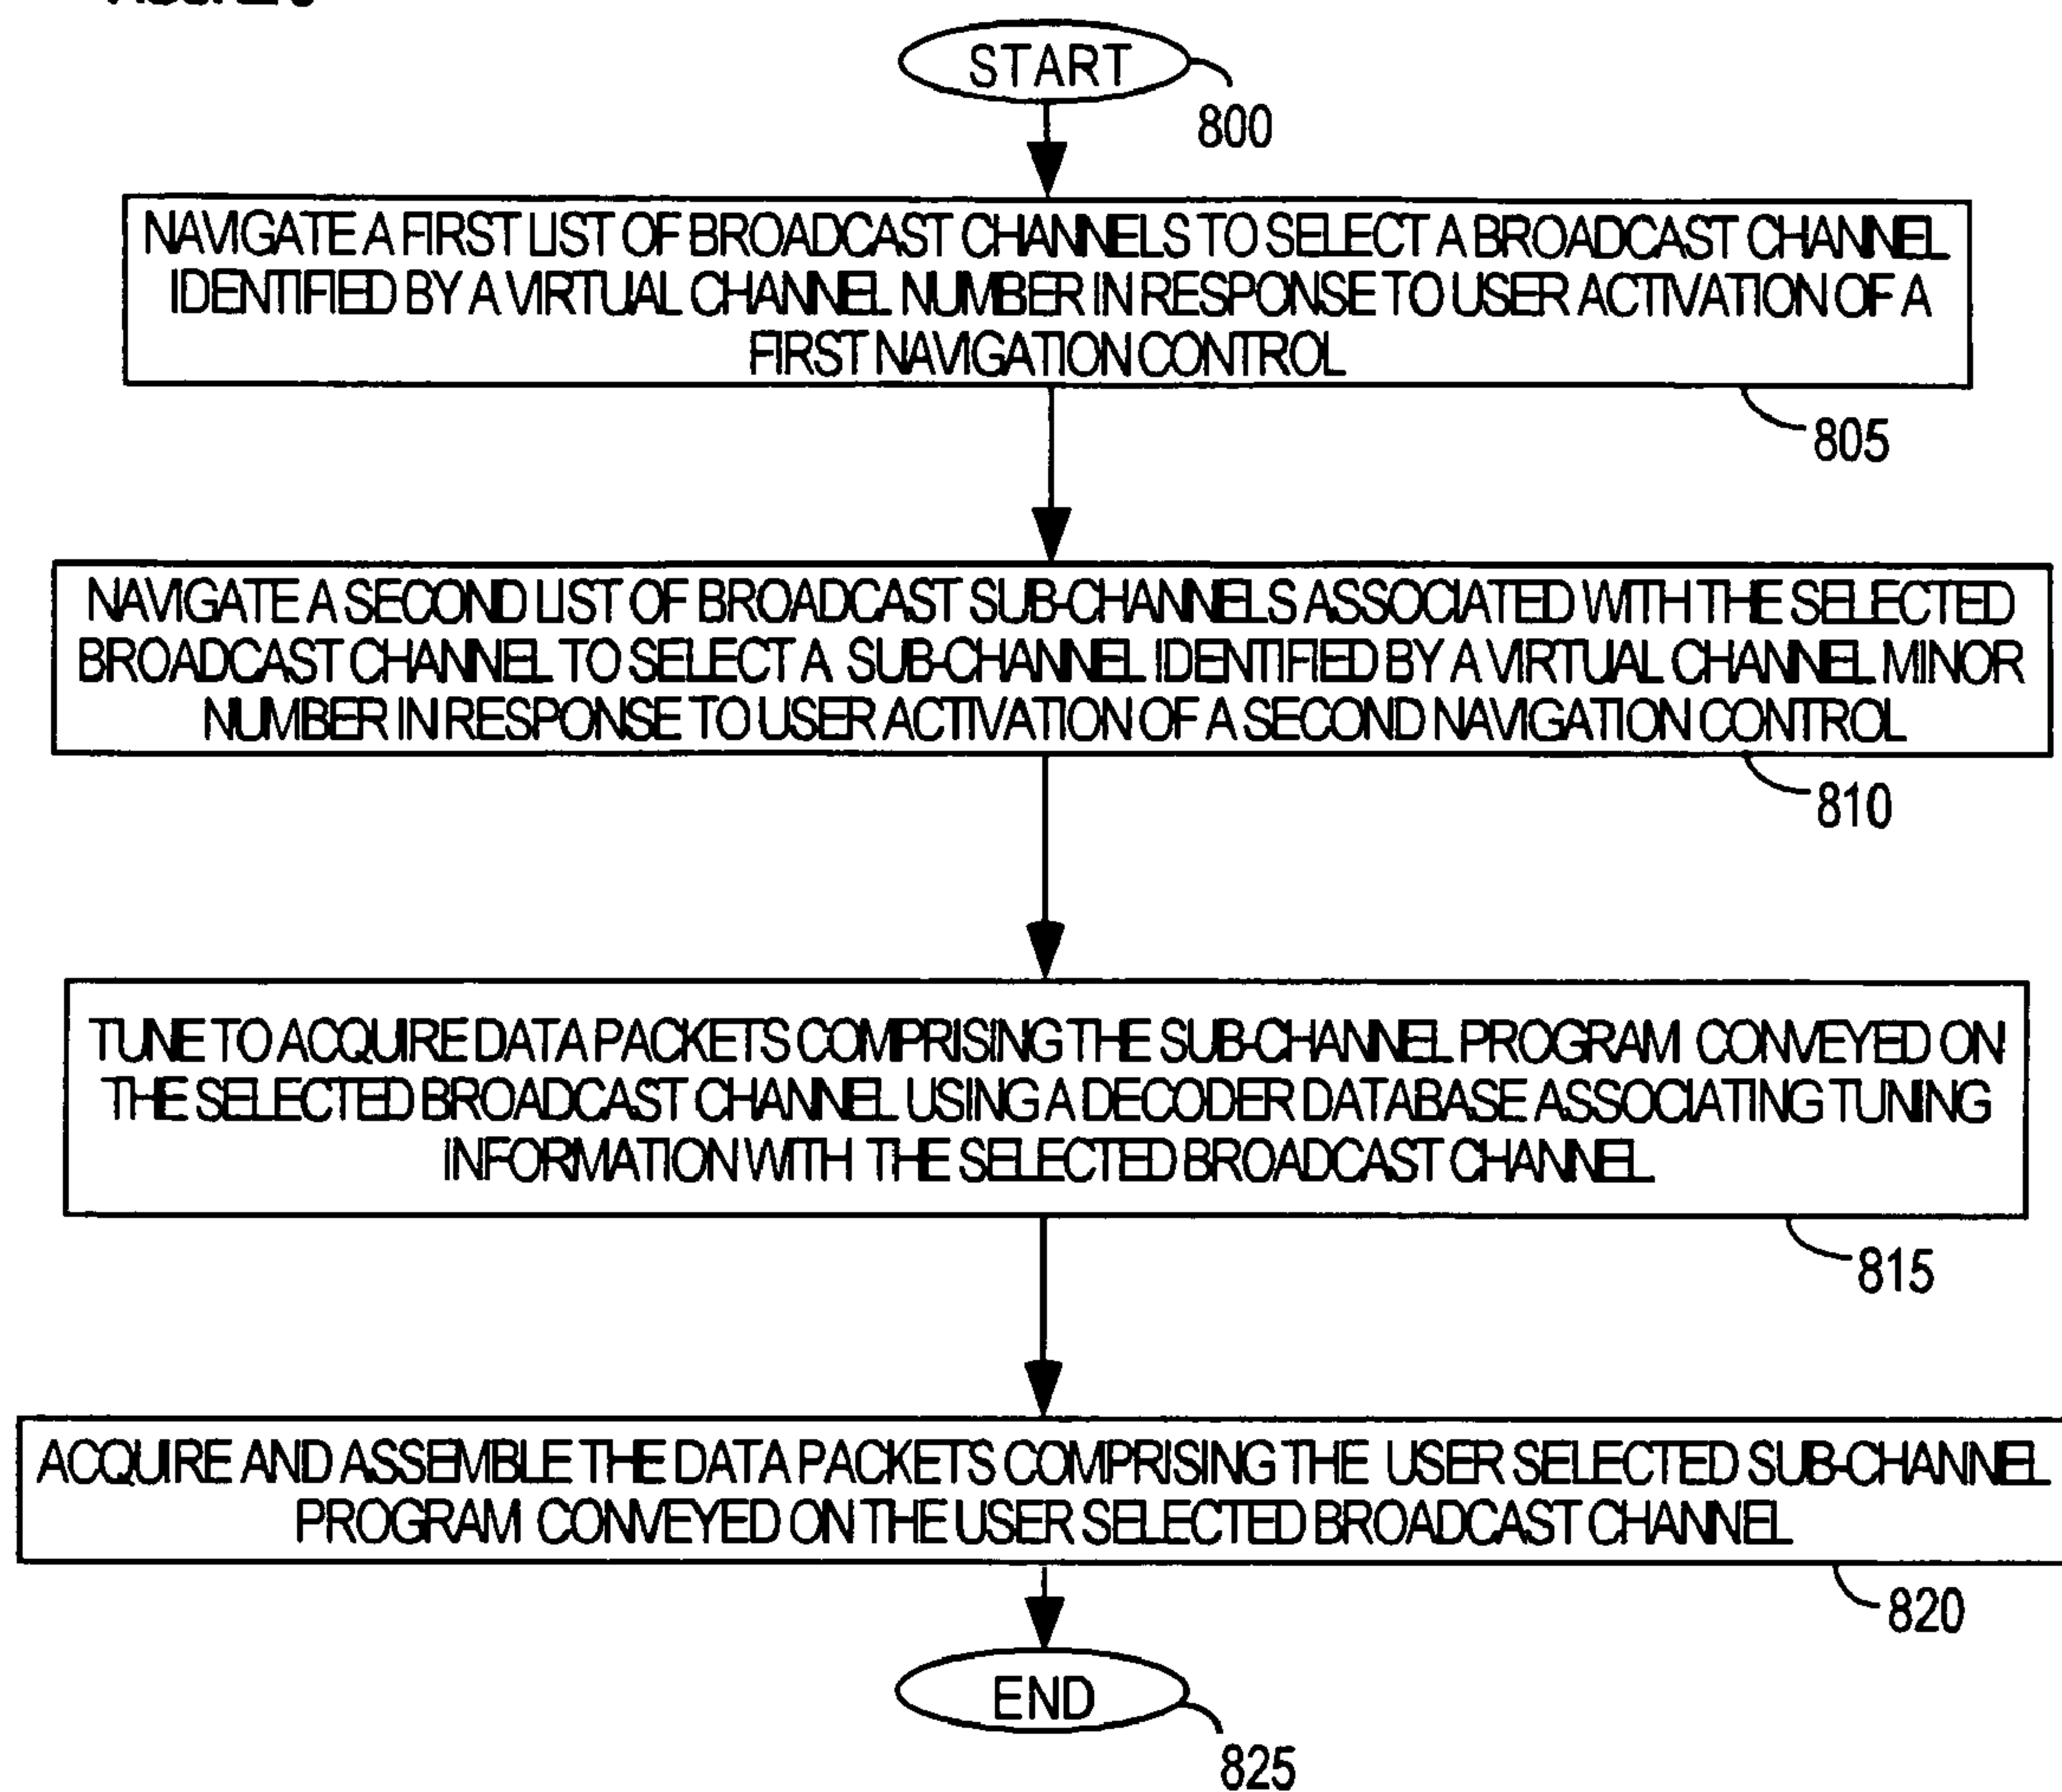 START
800
NAVIGATE A FIRST LIST OF BROADCAST CHANNELS TO SELECT A BROADCAST CHANNEL
IDENTIFIED BY A VIRTUAL CHANNEL NUMBER IN RESPONSE TO USER ACTIVATION OF A
FIRST NAVIGATION CONTROL
805
NAVIGATE A SECOND LIST OF BROADCAST SUB-CHANNELS ASSOCIATED WITH THE SELECTED
BROADCAST CHANNEL TO SELECT A SUB-CHANNEL IDENTIFIED BY A VIRTUAL CHANNEL MINOR
NUMBER IN RESPONSE TO USER ACTIVATION OF A SECOND NAVIGATION CONTROL
810
TUNE TO ACQUIRE DATA PACKETS COMPRISING THE SUB-CHANNEL PROGRAM CONVEYED ON
THE SELECTED BROADCAST CHANNEL USING A DECODER DATABASE ASSOCIATING TUNING
INFORMATION WITH THE SELECTED BROADCAST CHANNEL
815
ACQUIRE AND ASSEMBLE THE DATA PACKETS COMPRISING THE USER SELECTED SUB-CHANNEL
PROGRAM CONVEYED ON THE USER SELECTED BROADCAST CHANNEL
820
END
825